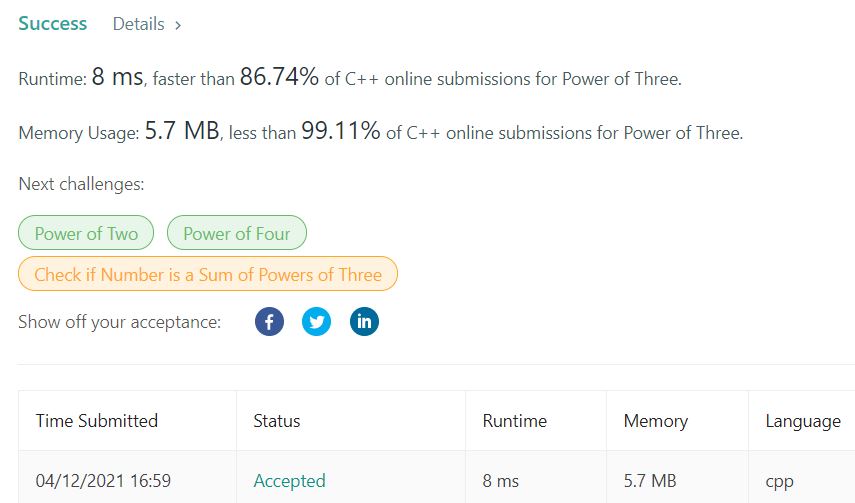 Success Details >
Runtime: 8 ms, faster than 86.74% of C++ online submissions for Power of Three.
Memory Usage: 5.7 MB, less than 99.11% of C++ online submissions for Power of Three.
Next challenges:
Power of Two Power of Four
Check if Number is a Sum of Powers of Three
Show off your acceptance: f in
Time Submitted Status Runtime Memory Language
04/12/2021 16:59 Accepted 8 ms 5.7 MB cpp